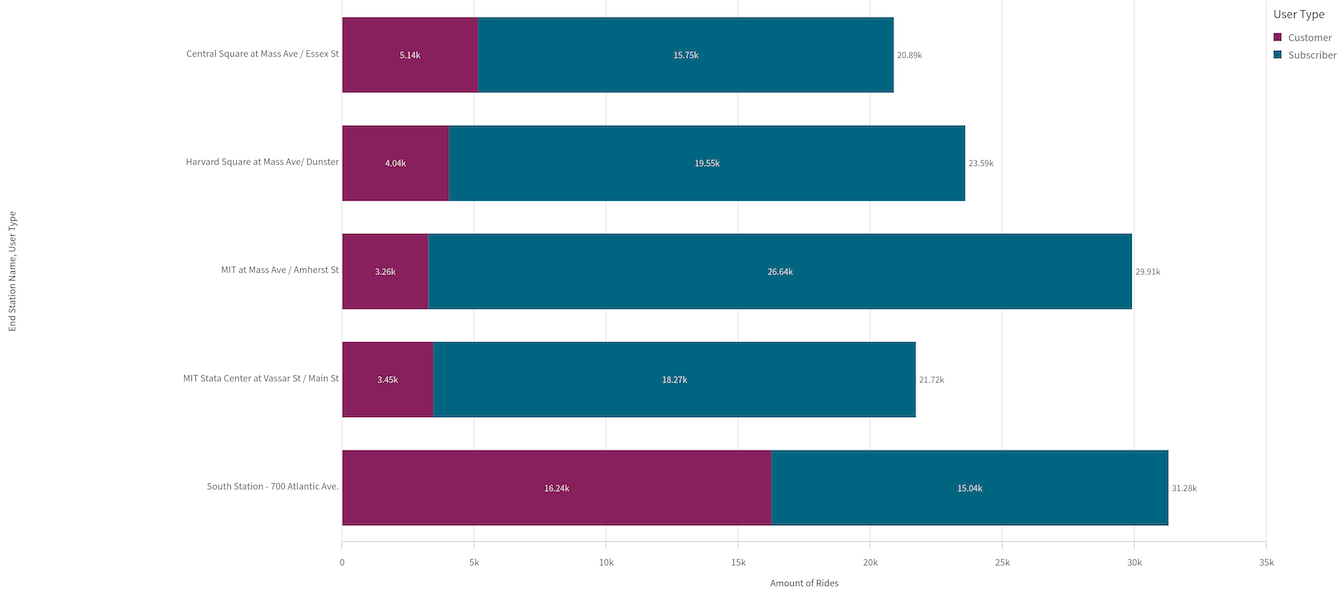 User Type
Customer
Subscriber
End Station Name, User Type
Central Square at Mass Ave / Essex St
5.14k
15.75k
20.89k
Harvard Square at Mass Ave/ Dunster
4.04k
19.55k
23.59k
MIT at Mass Ave / Amherst St
3.26k
26.64k
29.91k
MIT Stata Center at Vassar St / Main St
3.45k
18.27k
21.72k
South Station - 700 Atlantic Ave.
16.24k
15.04k
31.28k
0 5k 10k 15k 20k 25k 30k 35k
Amount of Rides